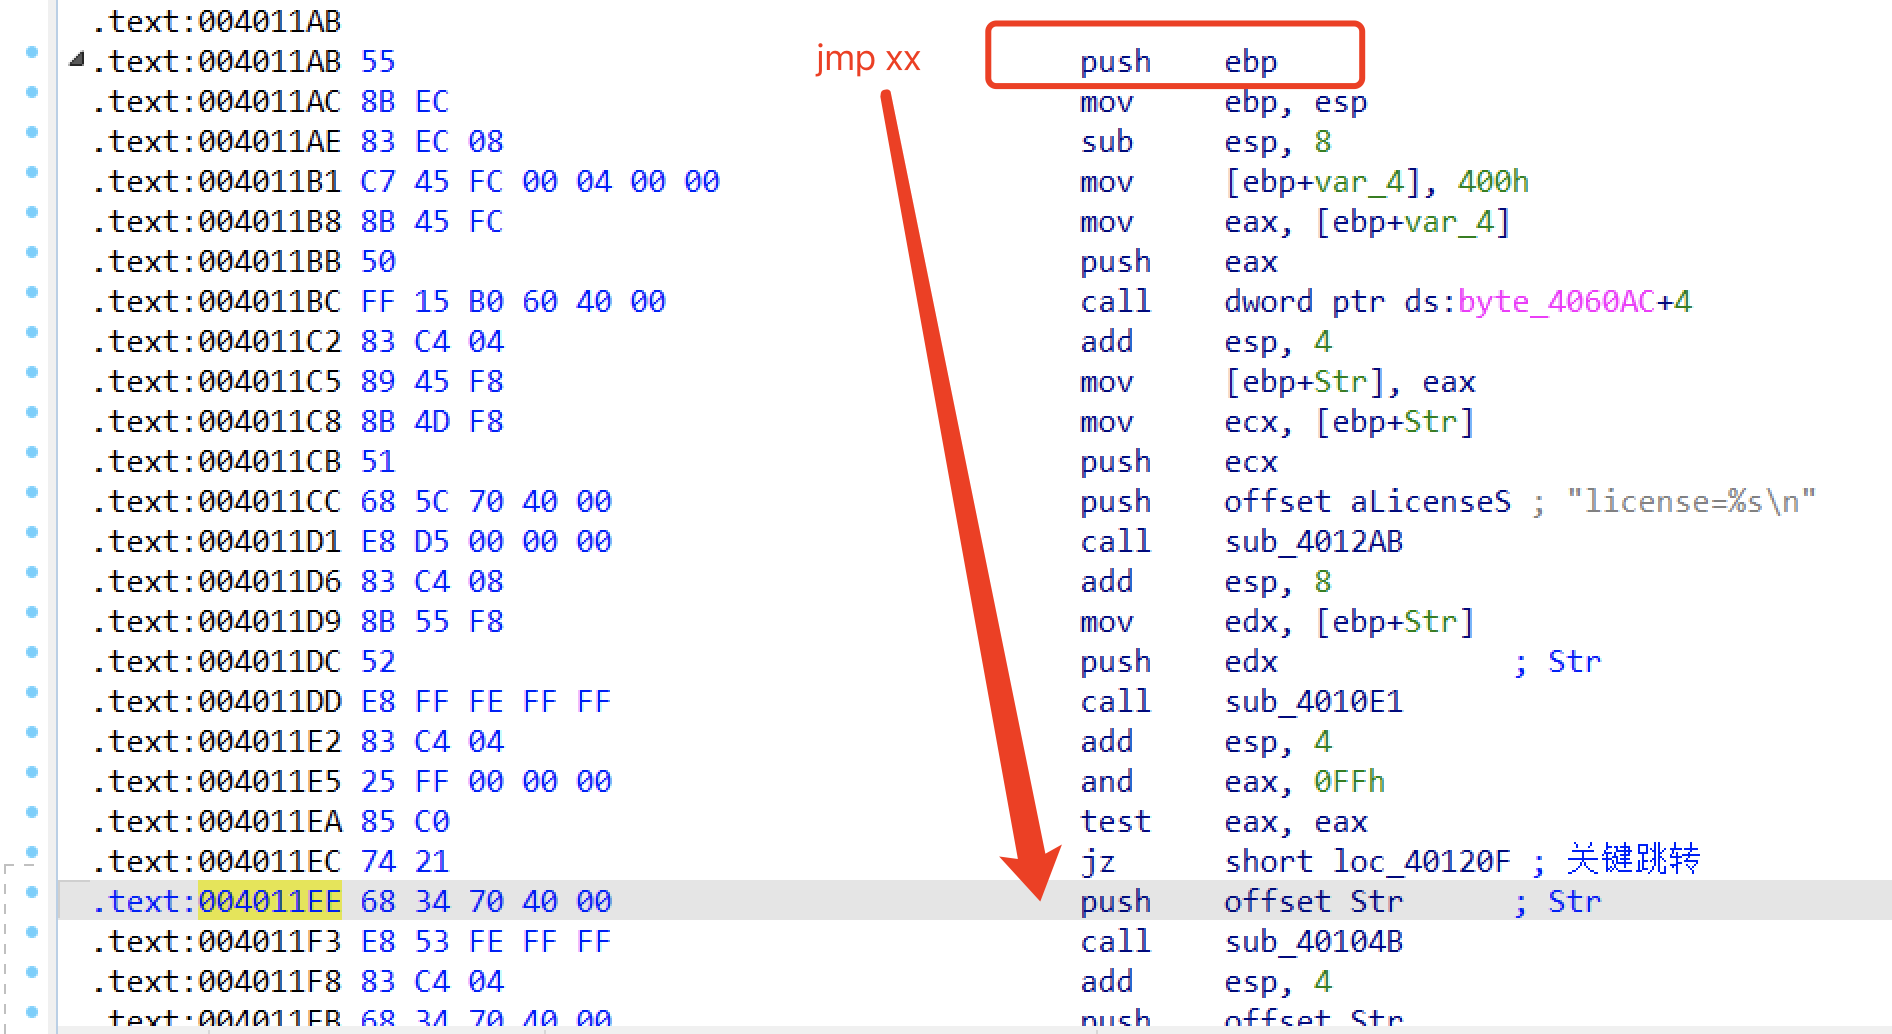 .text:004011AB
jmp xx
.text:004011AB 55 push ebp
.text:004011AC 8B EC mov ebp, esp
.text:004011AE 83 EC 08 sub esp, 8
.text:004011B1 C7 45 FC 00 04 00 00 mov [ebp+var_4], 400h
.text:004011B8 8B 45 FC mov eax, [ebp+var_4]
.text:004011BB 50 push eax
.text:004011BC FF 15 B0 60 40 00 call dword ptr ds:byte_4060AC+4
.text:004011C2 83 C4 04 add esp, 4
.text:004011C5 89 45 F8 mov [ebp+Str], eax
.text:004011C8 8B 4D F8 mov ecx, [ebp+Str]
.text:004011CB 51 push ecx
.text:004011CC 68 5C 70 40 00 push offset aLicenseS ; "license=%s\n"
.text:004011D1 E8 D5 00 00 00 call sub_4012AB
.text:004011D6 83 C4 08 add esp, 8
.text:004011D9 8B 55 F8 mov edx, [ebp+Str]
.text:004011DC 52 push edx ; Str
.text:004011DD E8 FF FE FF FF call sub_4010E1
.text:004011E2 83 C4 04 add esp, 4
.text:004011E5 25 FF 00 00 00 and eax, 0FFh
.text:004011EA 85 C0 test eax, eax
.text:004011EC 74 21 jz short loc_40120F ; 关键跳转
.text:004011EE 68 34 70 40 00 push offset Str ; Str
.text:004011F3 E8 53 FE FF FF call sub_40104B
.text:004011F8 83 C4 04 add esp, 4
.text:004011FB 68 34 70 40 00 push offset Str